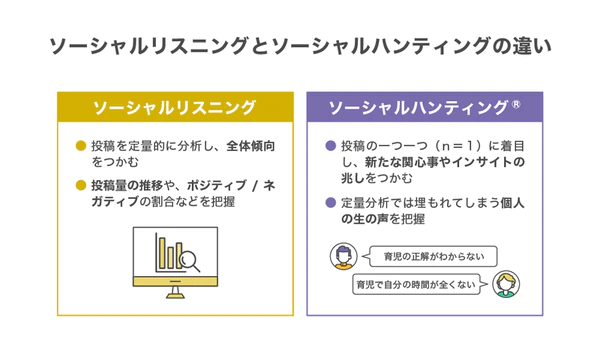 ソーシャルリスニングとソーシャルハンティングの違い
ソーシャルリスニング
投稿を定量的に分析し、全体傾向
をつかむ
投稿量の推移や、ポジティブ / ネ
ガティブの割合などを把握
ソーシャルハンティング®
投稿の一つ一つ（n＝1）に着目
し、新たな関心事やインサイトの
兆しをつかむ
定量分析では埋もれてしまう個人
の生の声を把握
育児の正解がわからない
育児で自分の時間が全くない